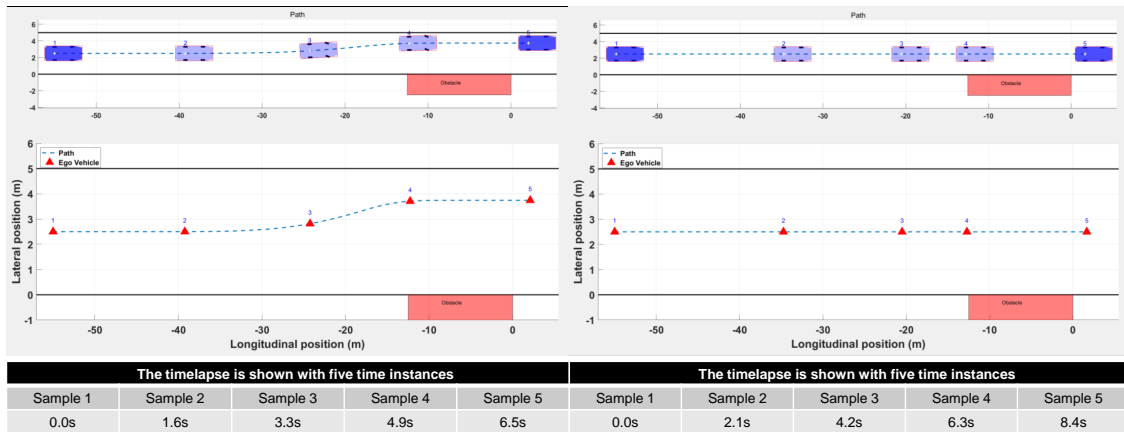 Path
6
4
2
0
-2
-4
1 2 3 4 5
Obstacle
-50 -40 -30 -20 -10 0
6
5
4
3
2
1
0
-1
Path
Ego Vehicle
1 2 3 4 5
Obstacle
Lateral position (m)
-50 -40 -30 -20 -10 0
Longitudinal position (m)
The timelapse is shown with five time instances
Sample 1 Sample 2 Sample 3 Sample 4 Sample 5
0.0s 1.6s 3.3s 4.9s 6.5s
Path
6
4
2
0
-2
-4
1 2 3 4 5
Obstacle
-50 -40 -30 -20 -10 0
6
5
4
3
2
1
0
-1
Path
Ego Vehicle
1 2 3 4 5
Obstacle
Lateral position (m)
-50 -40 -30 -20 -10 0
Longitudinal position (m)
The timelapse is shown with five time instances
Sample 1 Sample 2 Sample 3 Sample 4 Sample 5
0.0s 2.1s 4.2s 6.3s 8.4s